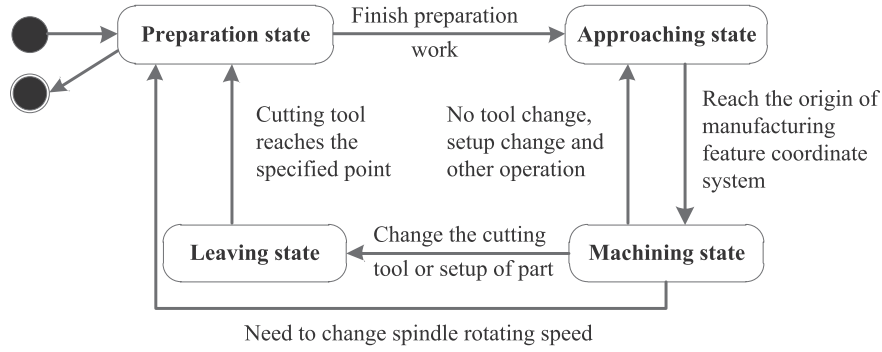 Preparation state
Finish preparation
work
Approaching state
Cutting tool
reaches the
specified point
No tool change,
setup change and
other operation
Reach the origin of
manufacturing
feature coordinate
system
Leaving state
Change the cutting
tool or setup of part
Machining state
Need to change spindle rotating speed